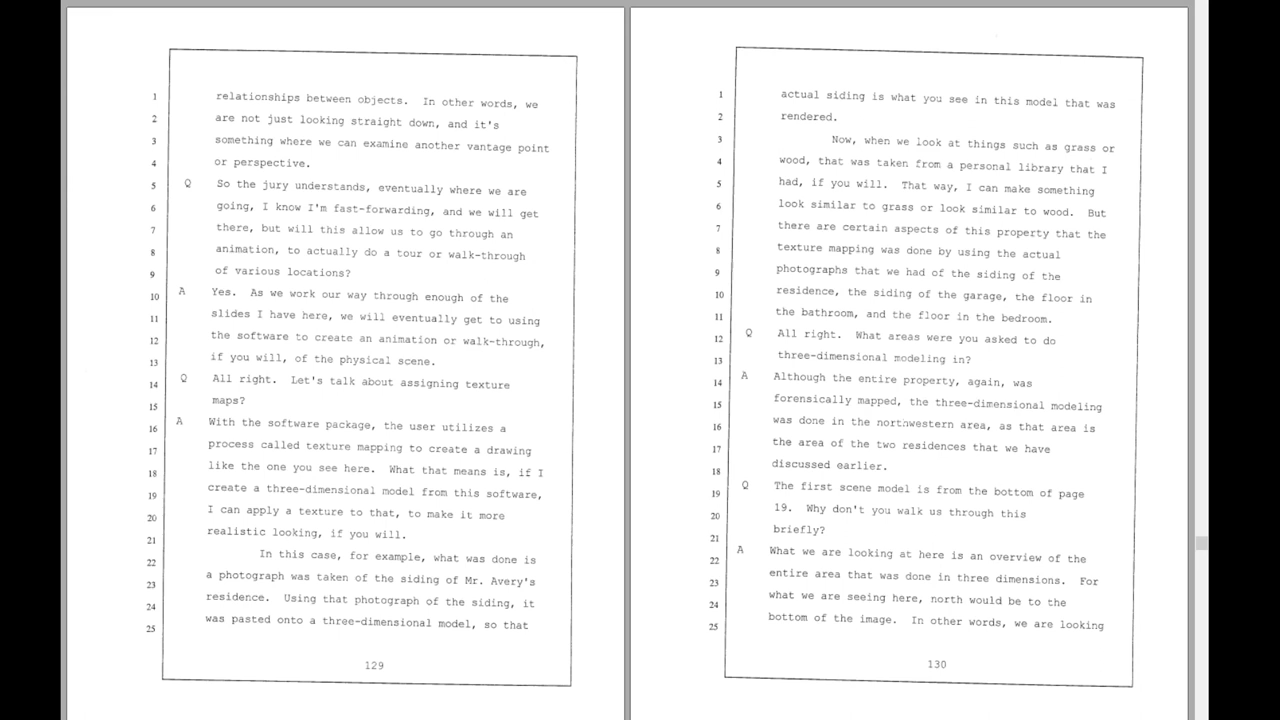 1 relationships between objects. In other words, we
2 are not just looking straight down, and it's
3 something where we can examine another vantage point
4 or perspective.
5 Q So the jury understands, eventually where we are
6 going, I know I'm fast-forwarding, and we will get
7 there, but will this allow us to go through an
8 animation, to actually do a tour or walk-through
9 of various locations?
10 A Yes. As we work our way through enough of the
11 slides I have here, we will eventually get to using
12 the software to create an animation or walk-through,
13 if you will, of the physical scene.
14 Q All right. Let's talk about assigning texture
15 maps?
16 A With the software package, the user utilizes a
17 process called texture mapping to create a drawing
18 like the one you see here. What that means is, if I
19 create a three-dimensional model from this software,
20 I can apply a texture to that, to make it more
21 realistic looking, if you will.
22 In this case, for example, what was done is
23 a photograph was taken of the siding of Mr. Avery's
24 residence. Using that photograph of the siding, it
25 was pasted onto a three-dimensional model, so that
129
1 actual siding is what you see in this model that was
2 rendered.
3 Now, when we look at things such as grass or
4 wood, that was taken from a personal library that I
5 had, if you will. That way, I can make something
6 look similar to grass or look similar to wood. But
7 there are certain aspects of this property that the
8 texture mapping was done by using the actual
9 photographs that we had of the siding of the
10 residence, the siding of the garage, the floor in
11 the bathroom, and the floor in the bedroom.
12 Q All right. What areas were you asked to do
13 three-dimensional modeling in?
14 A Although the entire property, again, was
15 forensically mapped, the three-dimensional modeling
16 was done in the northwestern area, as that area is
17 the area of the two residences that we have
18 discussed earlier.
19 Q The first scene model is from the bottom of page
20 19. Why don't you walk us through this
21 briefly?
22 A What we are looking at here is an overview of the
23 entire area that was done in three dimensions. For
24 what we are seeing here, north would be to the
25 bottom of the image. In other words, we are looking
130